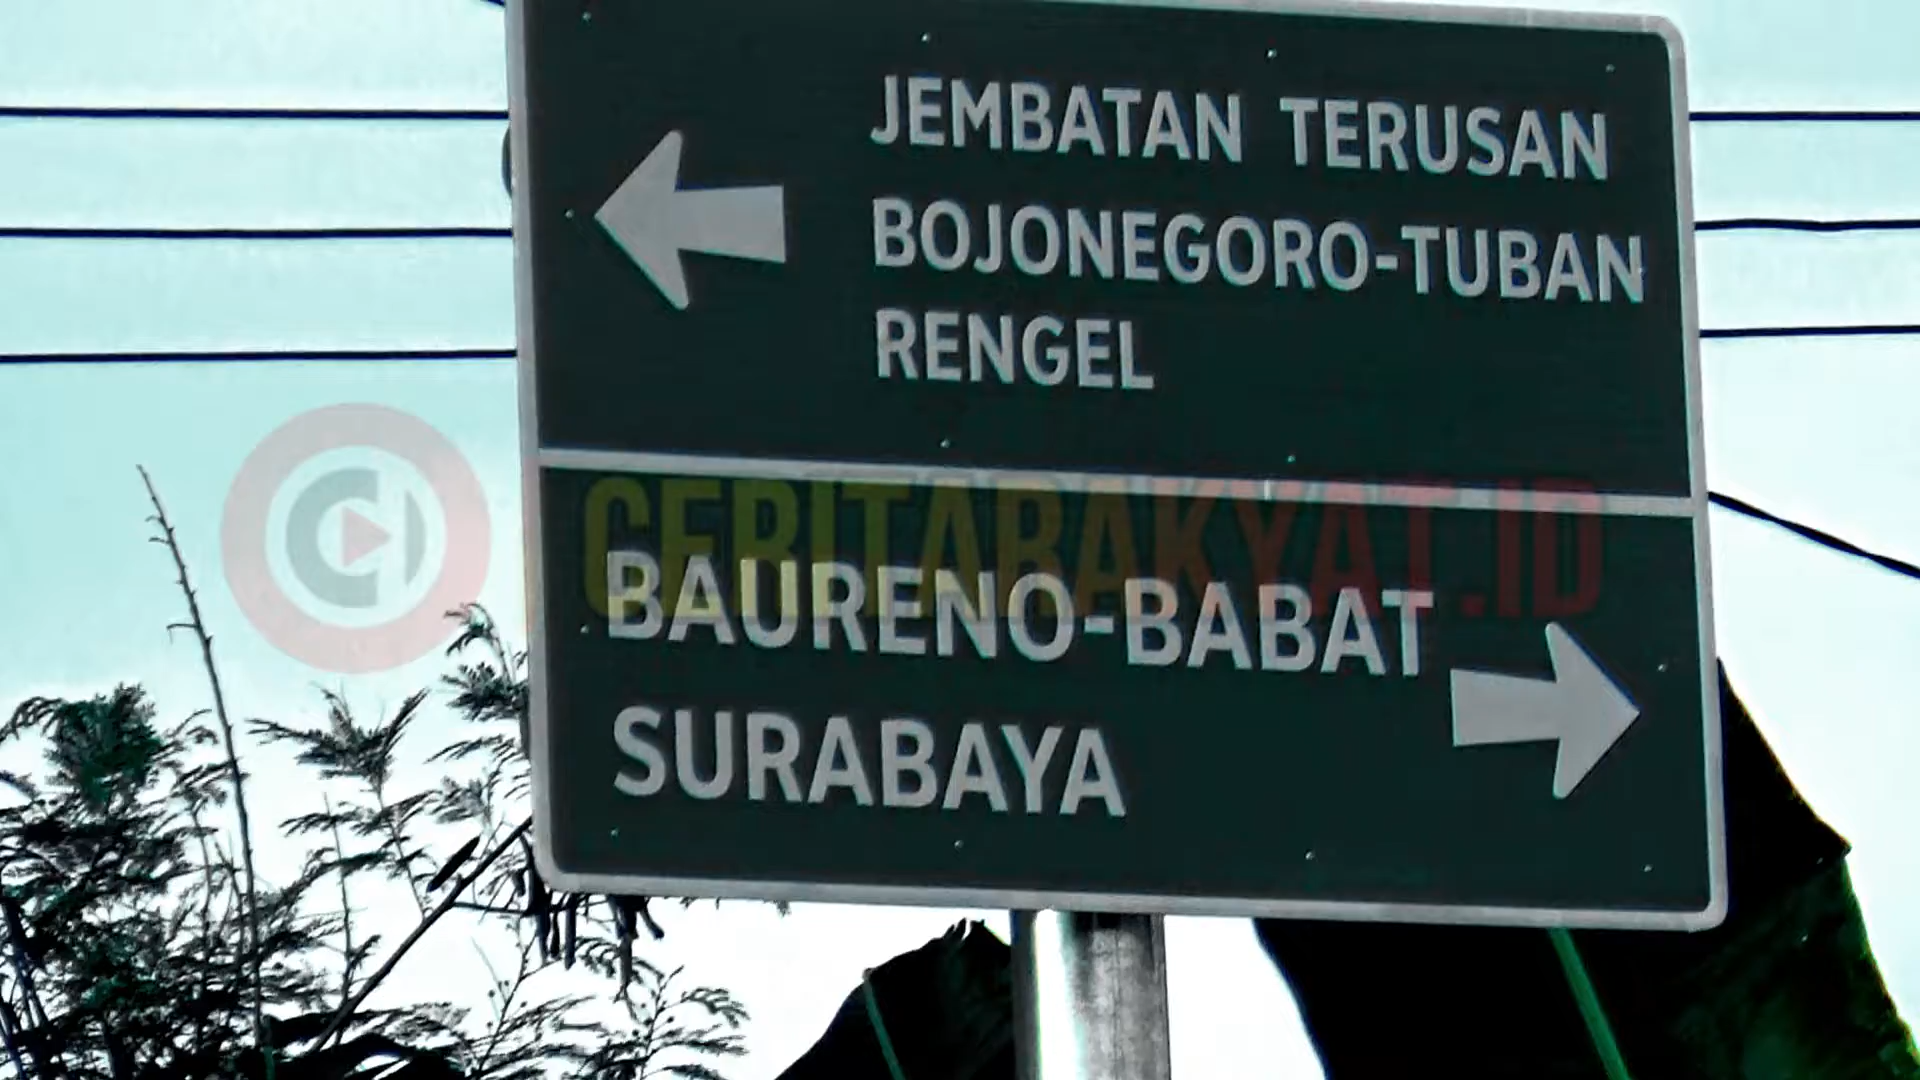 JEMBATAN TERUSAN
BOJONEGORO-TUBAN
RENGEL
CERITARAKYAT.ID
BAURENO-BABAT
SURABAYA